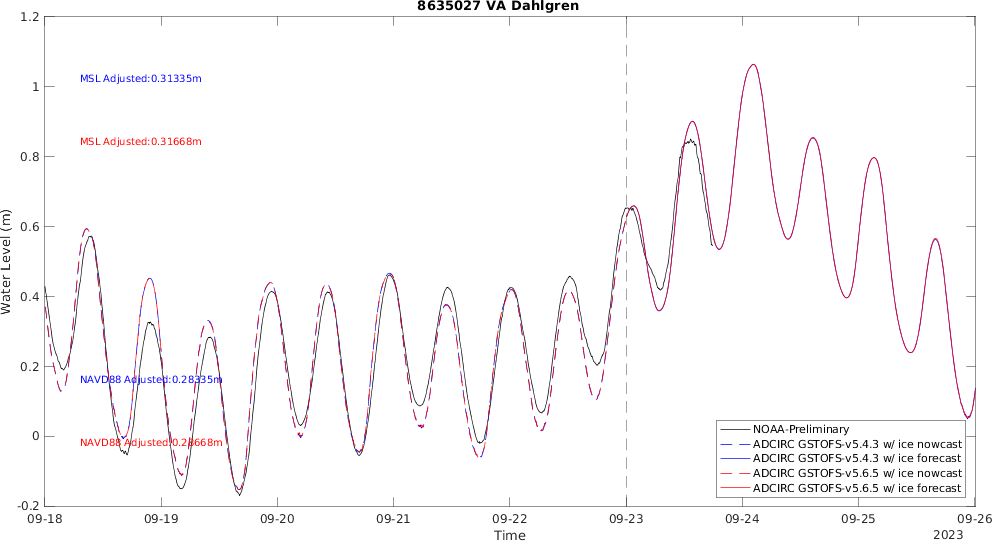 8635027 VA Dahlgren
1.2
1
0.8
0.6
0.4
0.2
0
-0.2
Water Level (m)
MSL Adjusted:0.31335m
MSL Adjusted:0.31668m
NAVD88 Adjusted:0.28335m
NAVD88 Adjusted:0.28668m
NOAA-Preliminary
ADCIRC GSTOFS-v5.4.3 w/ ice nowcast
ADCIRC GSTOFS-v5.4.3 w/ ice forecast
ADCIRC GSTOFS-v5.6.5 w/ ice nowcast
ADCIRC GSTOFS-v5.6.5 w/ ice forecast
09-18 09-19 09-20 09-21 09-22 09-23 09-24 09-25 09-26
Time
2023